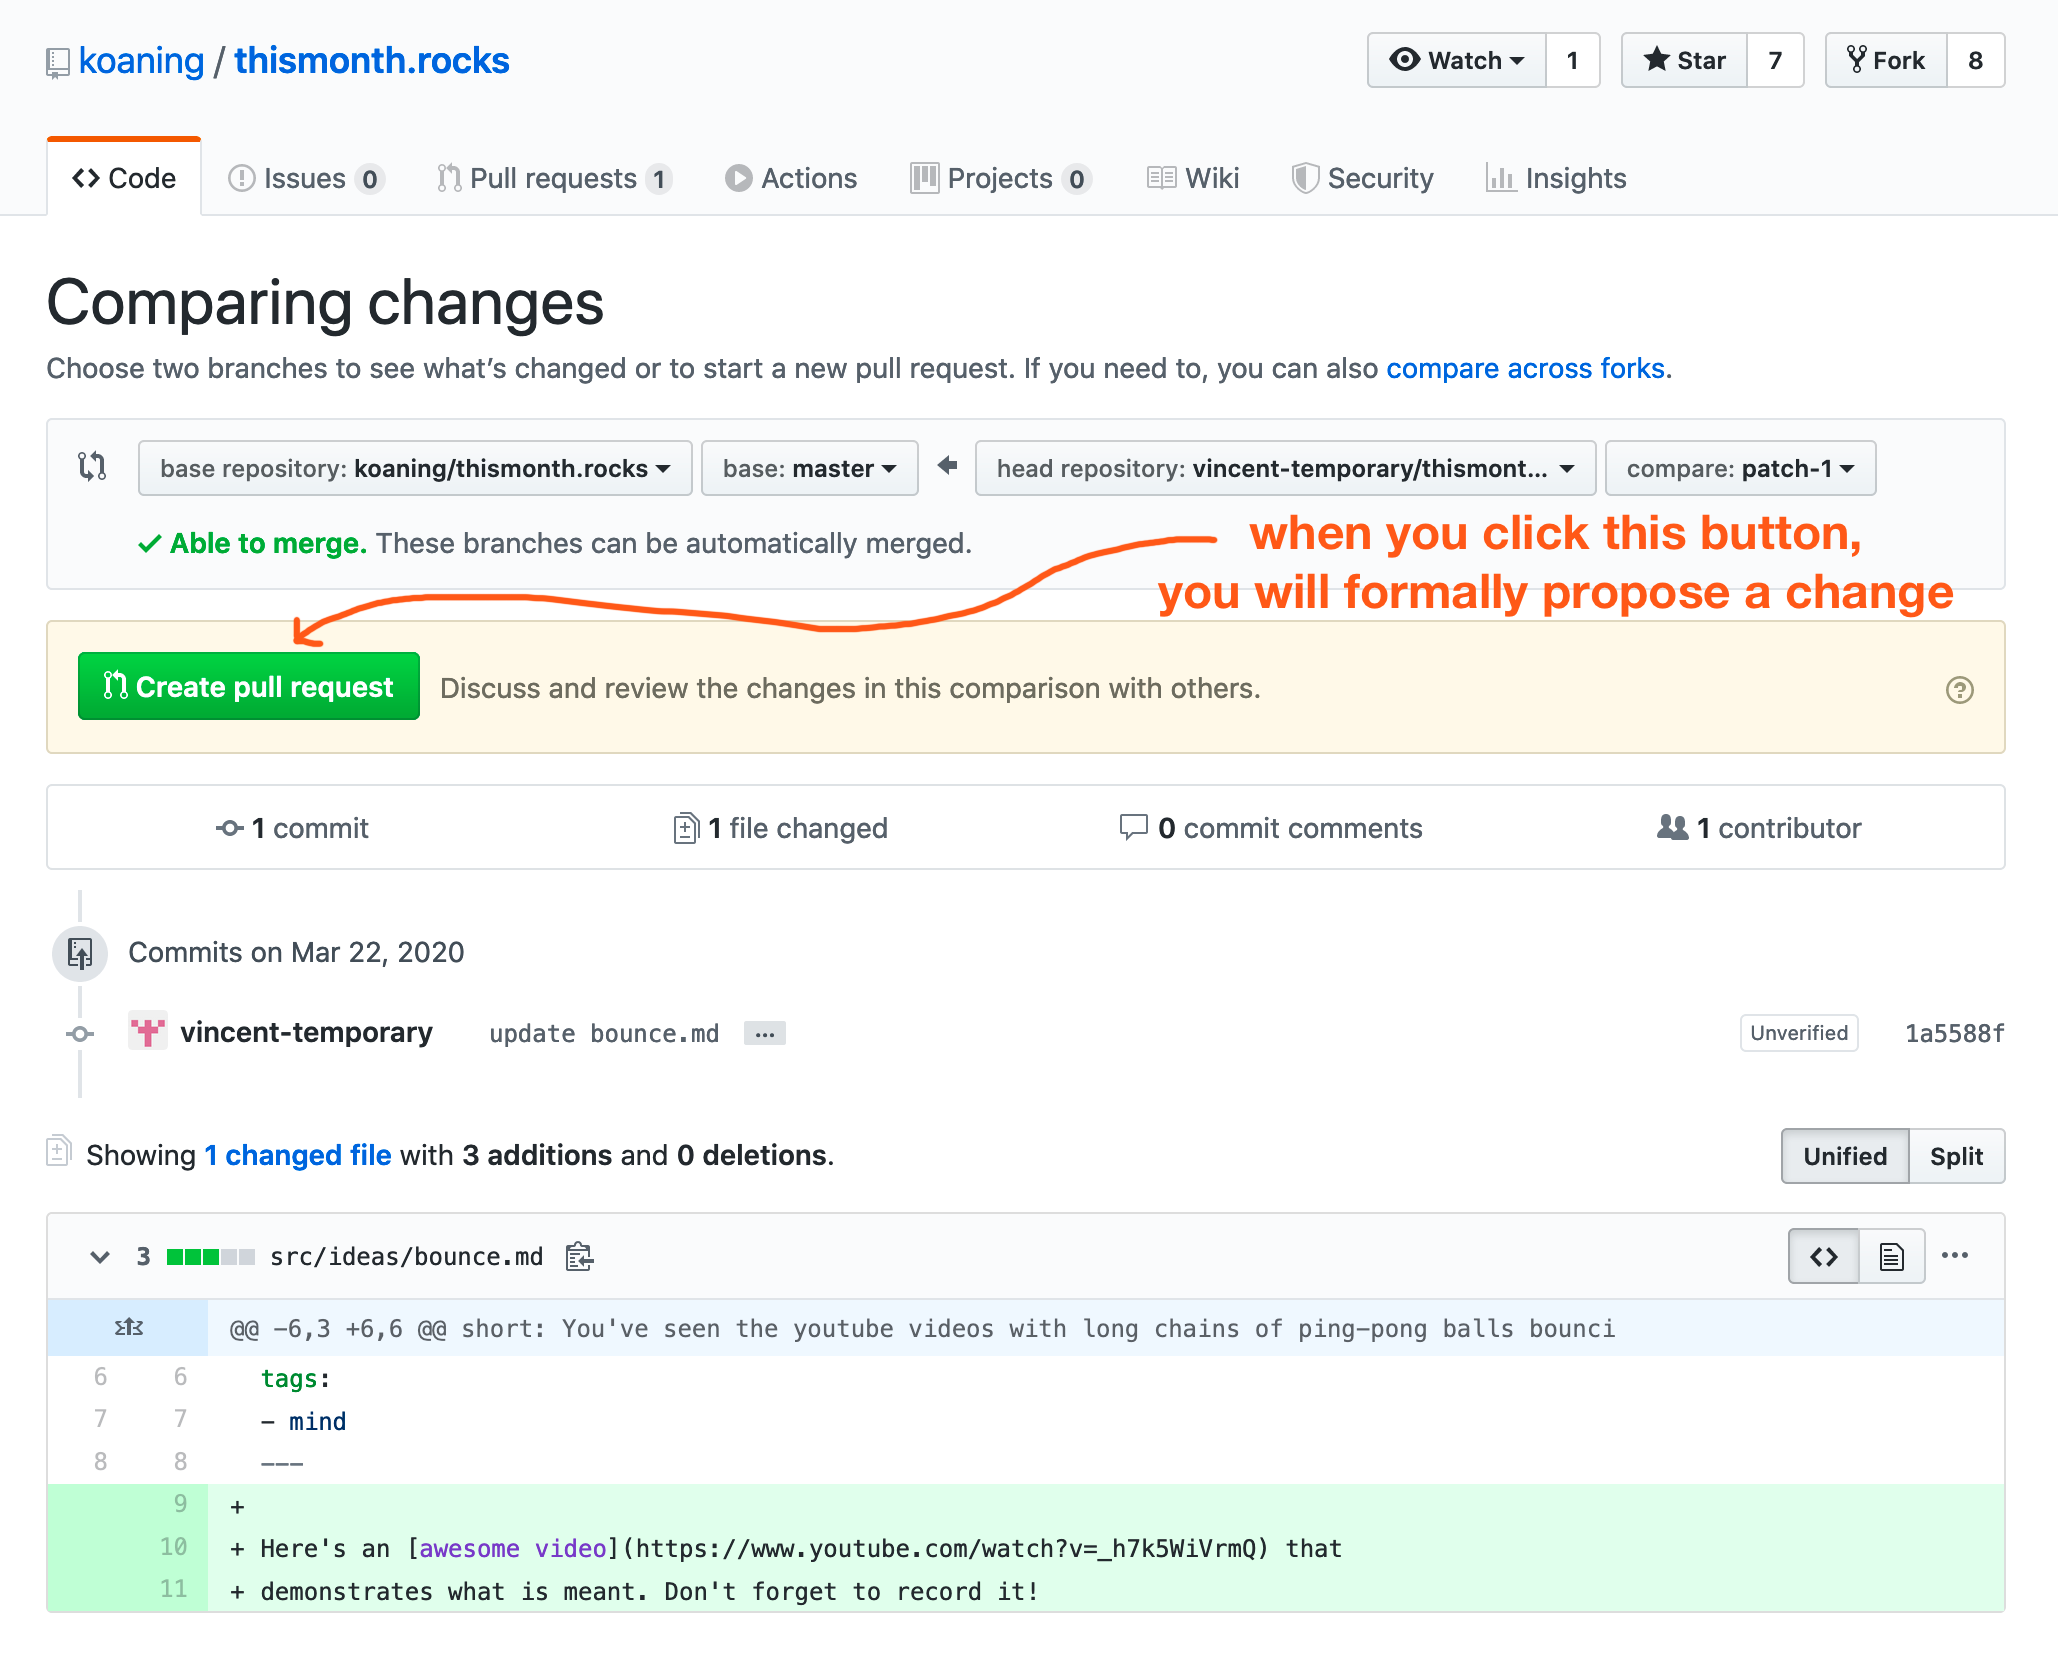 koaning / thismonth.rocks
Watch 1 Star 7 Fork 8
Code Issues 0 Pull requests 1 Actions Projects 0 Wiki Security Insights
Comparing changes
Choose two branches to see what’s changed or to start a new pull request. If you need to, you can also compare across forks.
base repository: koaning/thismonth.rocks base: master head repository: vincent-temporary/thismont... compare: patch-1
Able to merge. These branches can be automatically merged.
when you click this button,
you will formally propose a change
Create pull request Discuss and review the changes in this comparison with others.
1 commit 1 file changed 0 commit comments 1 contributor
Commits on Mar 22, 2020
vincent-temporary update bounce.md ... Unverified 1a5588f
Showing 1 changed file with 3 additions and 0 deletions. Unified Split
3 src/ideas/bounce.md
@@ -6,3 +6,6 @@ short: You've seen the youtube videos with long chains of ping-pong balls bounci
6 6 tags:
7 7 - mind
8 8 ---
9 +
10 + Here's an [awesome video](https://www.youtube.com/watch?v=_h7k5WiVrmQ) that
11 + demonstrates what is meant. Don't forget to record it!